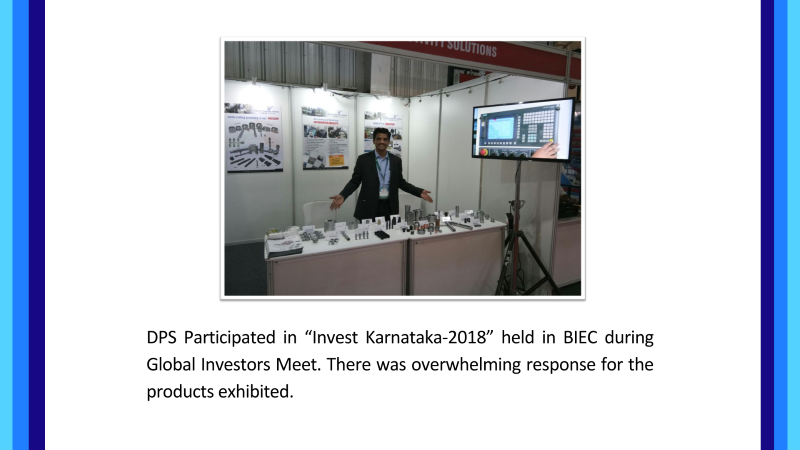 SOLUTIONS
DPS Participated in “Invest Karnataka-2018” held in BIEC during
Global Investors Meet. There was overwhelming response for the
products exhibited.